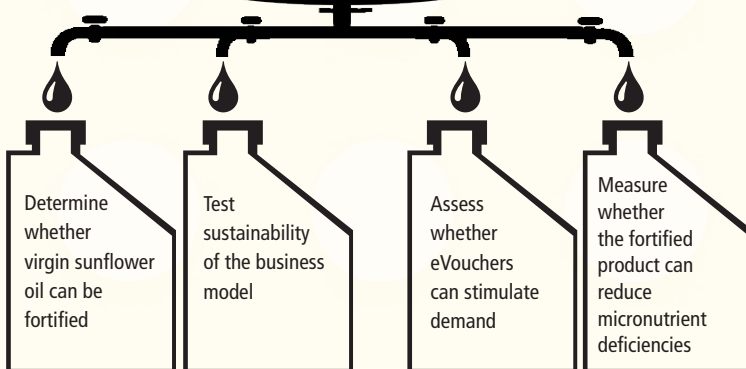 Determine
whether
virgin sunflower
oil can be
fortified
Test
sustainability
of the business
model
Assess
whether
eVouchers
can stimulate
demand
Measure
whether
the fortified
product can
reduce
micronutrient
deficiencies